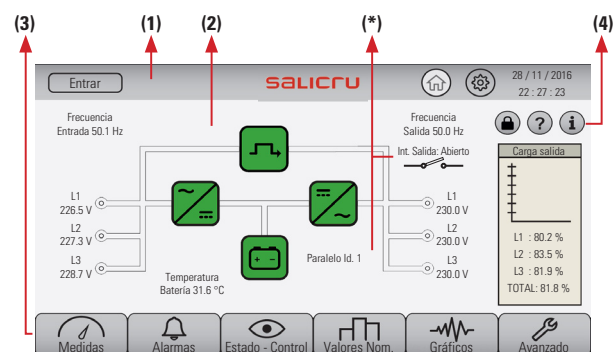 (3) (1) (2) (*) (4)
Entrar
SALICRU
28 / 11 / 2016
22 : 27 : 23
Frecuencia
Entrada 50.1 Hz
Frecuencia
Salida 50.0 Hz
? i
Int. Salida: Abierto
Carga salida
L1
226.5 V
L2
227.3 V
L3
228.7 V
L1
230.0 V
L2
230.0 V
L3
230.0 V
+ -
Paralelo Id. 1
Temperatura
Batería 31.6 ºC
L1 : 80.2 %
L2 : 83.5 %
L3 : 81.9 %
TOTAL: 81.8 %
Medidas
Alarmas
Estado - Control
Valores Nom.
Gráficos
Avanzado